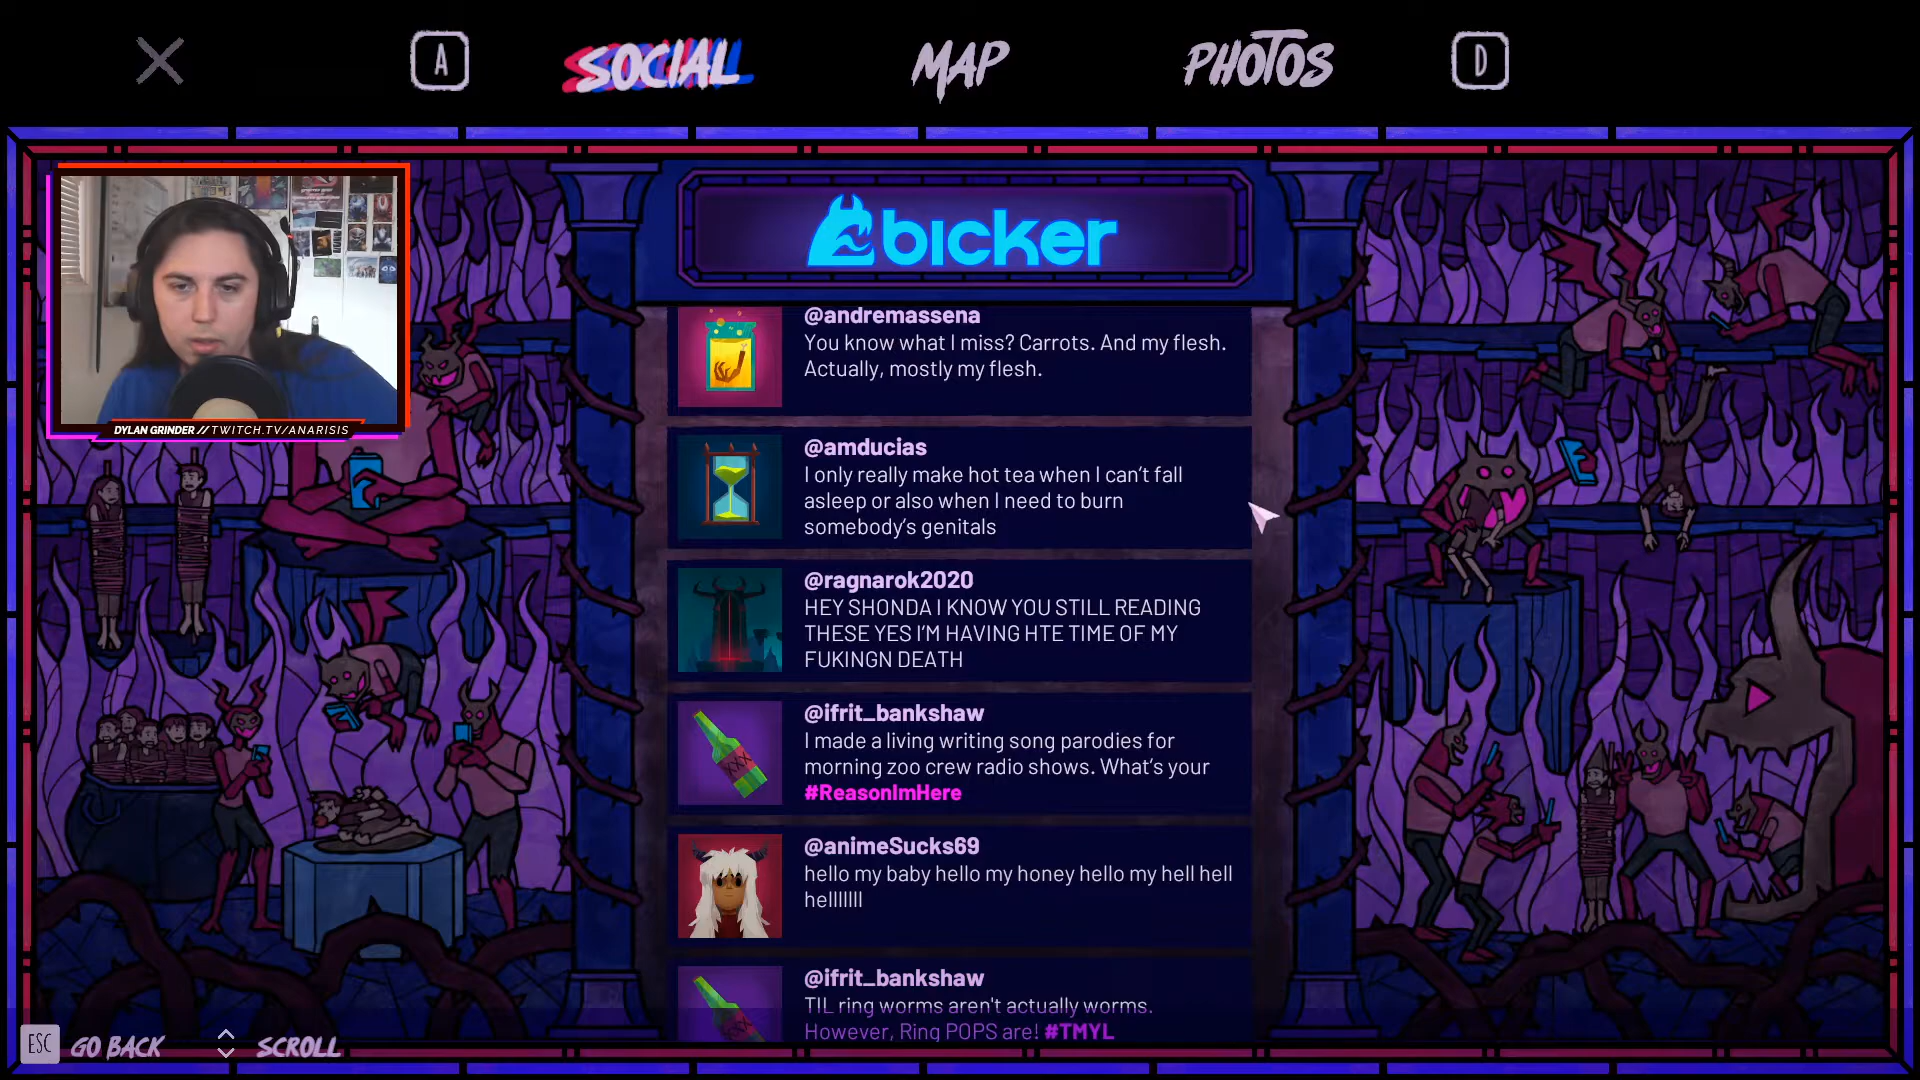 A
SOCIAL
MAP
PHOTOS
D
bicker
DYLAN GRINDER // TWITCH.TV/ANARISIS
@andremassena
You know what I miss? Carrots. And my flesh.
Actually, mostly my flesh.
@amducias
I only really make hot tea when I can’t fall
asleep or also when I need to burn
somebody’s genitals
@ragnarok2020
HEY SHONDA I KNOW YOU STILL READING
THESE YES I’M HAVING HTE TIME OF MY
FUKINGN DEATH
@ifrit_bankshaw
XXX
I made a living writing song parodies for
morning zoo crew radio shows. What’s your
#ReasonImHere
@animeSucks69
hello my baby hello my honey hello my hell hell
helllllll
@ifrit_bankshaw
XXX
TIL ring worms aren't actually worms.
However, Ring POPS are! #TMYL
ESC GO BACK
SCROLL